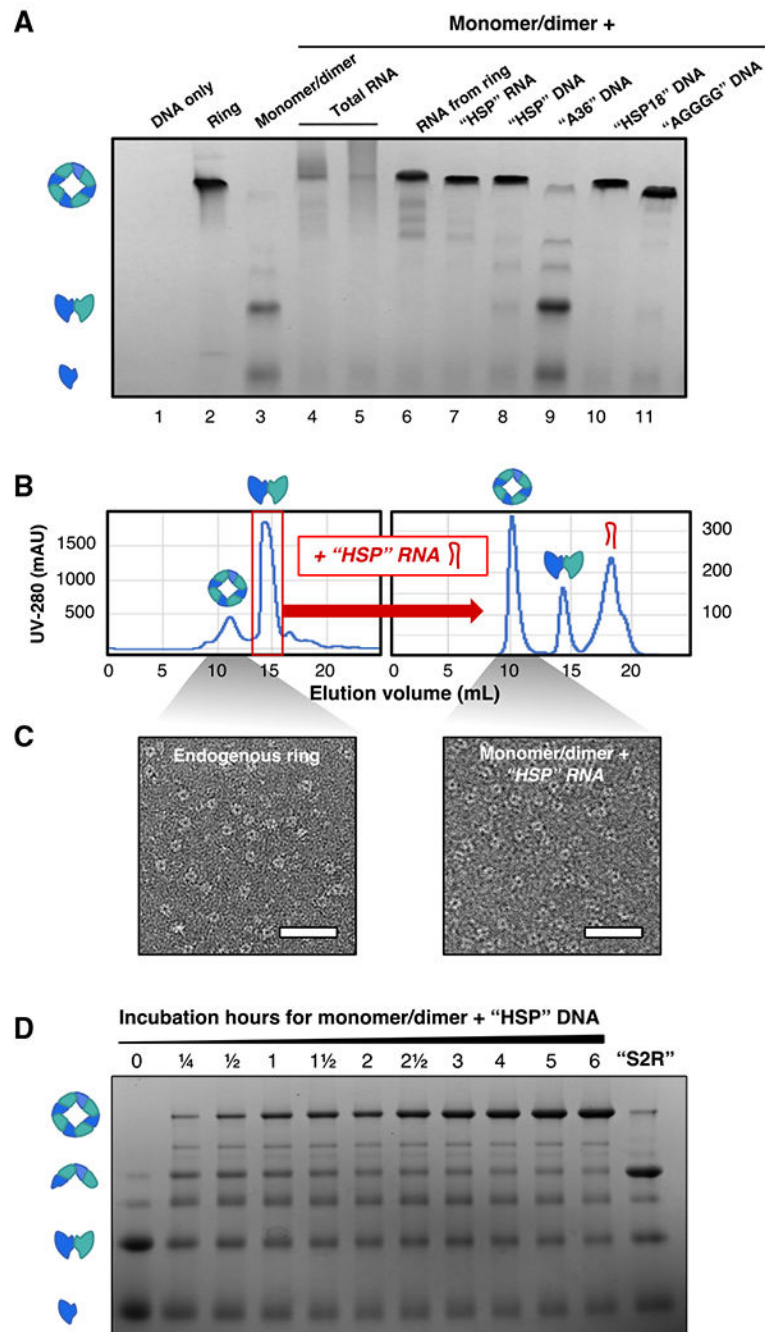 A
Monomer/dimer +
DNA only
Ring
Monomer/dimer
Total RNA
RNA from ring
“HSP” RNA
“HSP” DNA
“A36” DNA
“HSP18” DNA
“AGGGG” DNA
1 2 3 4 5 6 7 8 9 10 11
B
UV-280 (mAU)
1500
1000
500
+ “HSP” RNA
300
200
100
0 5 10 15 20
0 5 10 15 20
Elution volume (mL)
C
Endogenous ring
Monomer/dimer +
“HSP” RNA
D
Incubation hours for monomer/dimer + “HSP” DNA
0 ¼ ½ 1 1½ 2 2½ 3 4 5 6 “S2R”